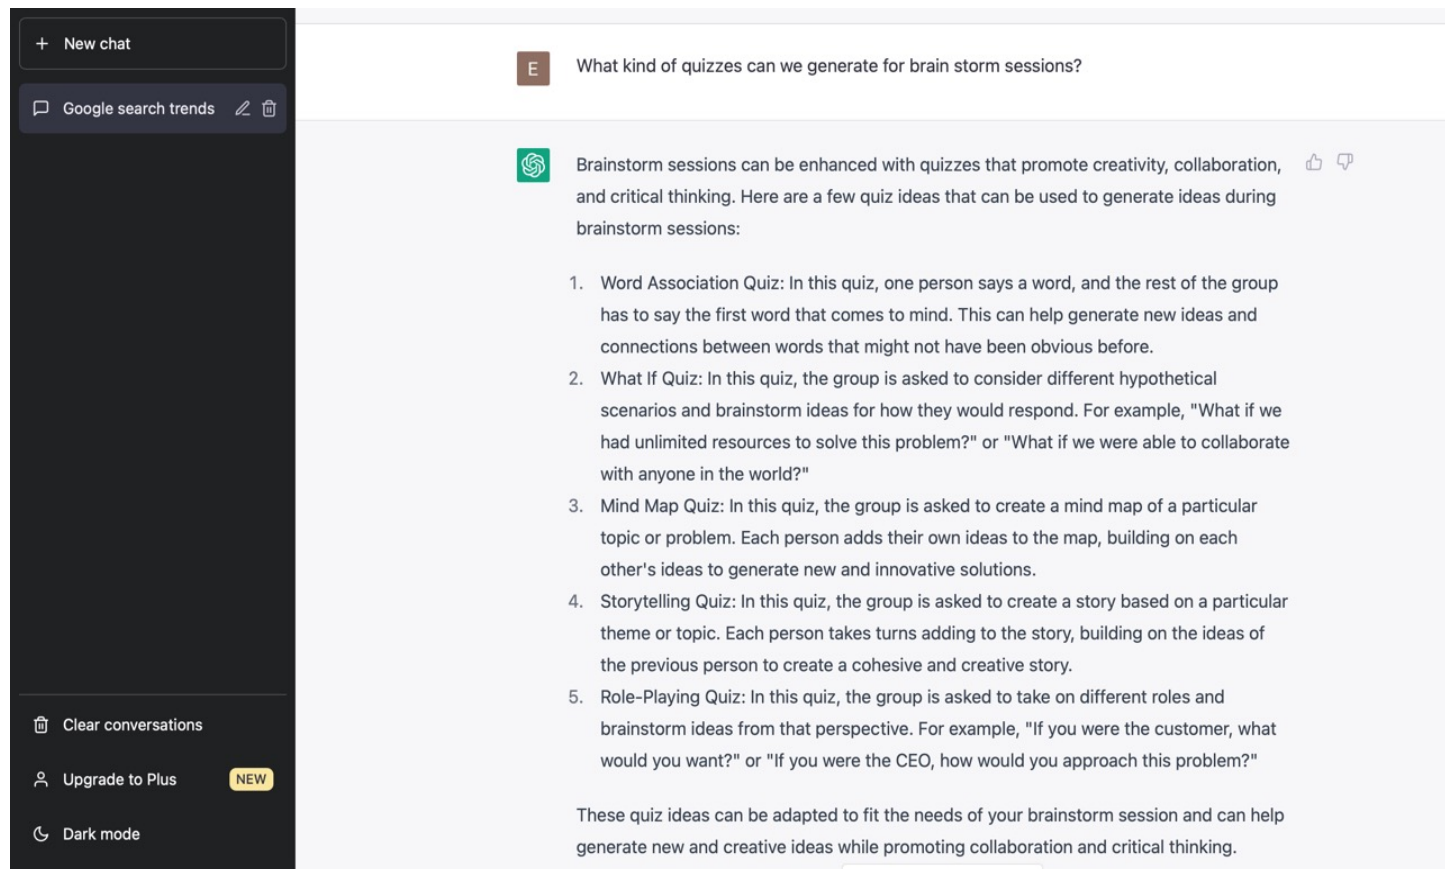 New chat
Google search trends
Clear conversations
Upgrade to Plus
NEW
Dark mode
E
What kind of quizzes can we generate for brain storm sessions?
Brainstorm sessions can be enhanced with quizzes that promote creativity, collaboration,
and critical thinking. Here are a few quiz ideas that can be used to generate ideas during
brainstorm sessions:
1. Word Association Quiz: In this quiz, one person says a word, and the rest of the group
has to say the first word that comes to mind. This can help generate new ideas and
connections between words that might not have been obvious before.
2. What If Quiz: In this quiz, the group is asked to consider different hypothetical
scenarios and brainstorm ideas for how they would respond. For example, "What if we
had unlimited resources to solve this problem?" or "What if we were able to collaborate
with anyone in the world?"
3. Mind Map Quiz: In this quiz, the group is asked to create a mind map of a particular
topic or problem. Each person adds their own ideas to the map, building on each
other's ideas to generate new and innovative solutions.
4. Storytelling Quiz: In this quiz, the group is asked to create a story based on a particular
theme or topic. Each person takes turns adding to the story, building on the ideas of
the previous person to create a cohesive and creative story.
5. Role-Playing Quiz: In this quiz, the group is asked to take on different roles and
brainstorm ideas from that perspective. For example, "If you were the customer, what
would you want?" or "If you were the CEO, how would you approach this problem?"
These quiz ideas can be adapted to fit the needs of your brainstorm session and can help
generate new and creative ideas while promoting collaboration and critical thinking.